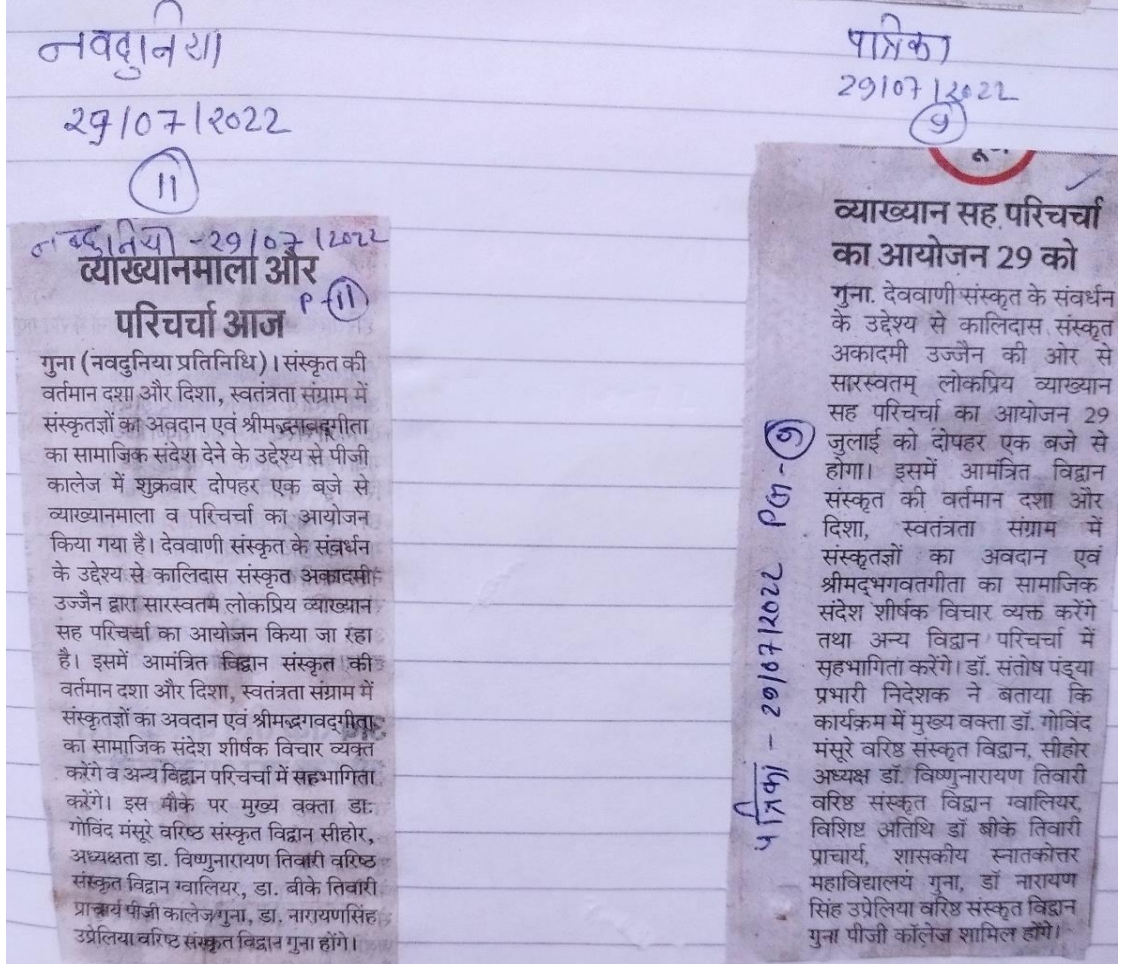 नवदुनिया
29/07/2022
11
नवदुनिया - 29/07/2022
व्याख्यानमाला और
P-11
परिचर्चा आज
गुना (नवदुनिया प्रतिनिधि)। संस्कृत की
वर्तमान दशा और दिशा, स्वतंत्रता संग्राम में
संस्कृतज्ञों का अवदान एवं श्रीमद्भगवद्गीता
का सामाजिक संदेश देने के उद्देश्य से पीजी
कालेज में शुक्रवार दोपहर एक बजे से
व्याख्यानमाला व परिचर्चा का आयोजन
किया गया है। देववाणी संस्कृत के संवर्धन
के उद्देश्य से कालिदास संस्कृत अकादमी
उज्जैन द्वारा सारस्वतम लोकप्रिय व्याख्यान
सह परिचर्चा का आयोजन किया जा रहा
है। इसमें आमंत्रित विद्वान संस्कृत की
वर्तमान दशा और दिशा, स्वतंत्रता संग्राम में
संस्कृतज्ञों का अवदान एवं श्रीमद्भगवद्गीता
का सामाजिक संदेश शीर्षक विचार व्यक्त
करेंगे व अन्य विद्वान परिचर्चा में सहभागिता
करेंगे। इस मौके पर मुख्य वक्ता डा.
गोविंद मंसूरे वरिष्ठ संस्कृत विद्वान सीहोर,
अध्यक्षता डा. विष्णुनारायण तिवारी वरिष्ठ
संस्कृत विद्वान ग्वालियर, डा. बीके तिवारी
प्राचार्य पीजी कालेज गुना, डा. नारायणसिंह
उप्रेलिया वरिष्ठ संस्कृत विद्वान गुना होंगे।
पत्रिका
29/07/2022
9
व्याख्यान सह परिचर्चा
का आयोजन 29 को
गुना. देववाणी संस्कृत के संवर्धन
के उद्देश्य से कालिदास संस्कृत
अकादमी उज्जैन की ओर से
सारस्वतम् लोकप्रिय व्याख्यान
सह परिचर्चा का आयोजन 29
जुलाई को दोपहर एक बजे से
होगा। इसमें आमंत्रित विद्वान
संस्कृत की वर्तमान दशा और
दिशा, स्वतंत्रता संग्राम में
संस्कृतज्ञों का अवदान एवं
श्रीमद्भगवतगीता का सामाजिक
संदेश शीर्षक विचार व्यक्त करेंगे
तथा अन्य विद्वान परिचर्चा में
सहभागिता करेंगे। डॉ. संतोष पंड्या
प्रभारी निदेशक ने बताया कि
कार्यक्रम में मुख्य वक्ता डॉ. गोविंद
मंसूरे वरिष्ठ संस्कृत विद्वान, सीहोर
अध्यक्ष डॉ. विष्णुनारायण तिवारी
वरिष्ठ संस्कृत विद्वान ग्वालियर,
विशिष्ट अतिथि डॉ बीके तिवारी
प्राचार्य, शासकीय स्नातकोत्तर
महाविद्यालय गुना, डॉ नारायण
सिंह उप्रेलिया वरिष्ठ संस्कृत विद्वान
गुना पीजी कॉलेज शामिल होंगे।
पत्रिका - 29/07/2022 PG - 9